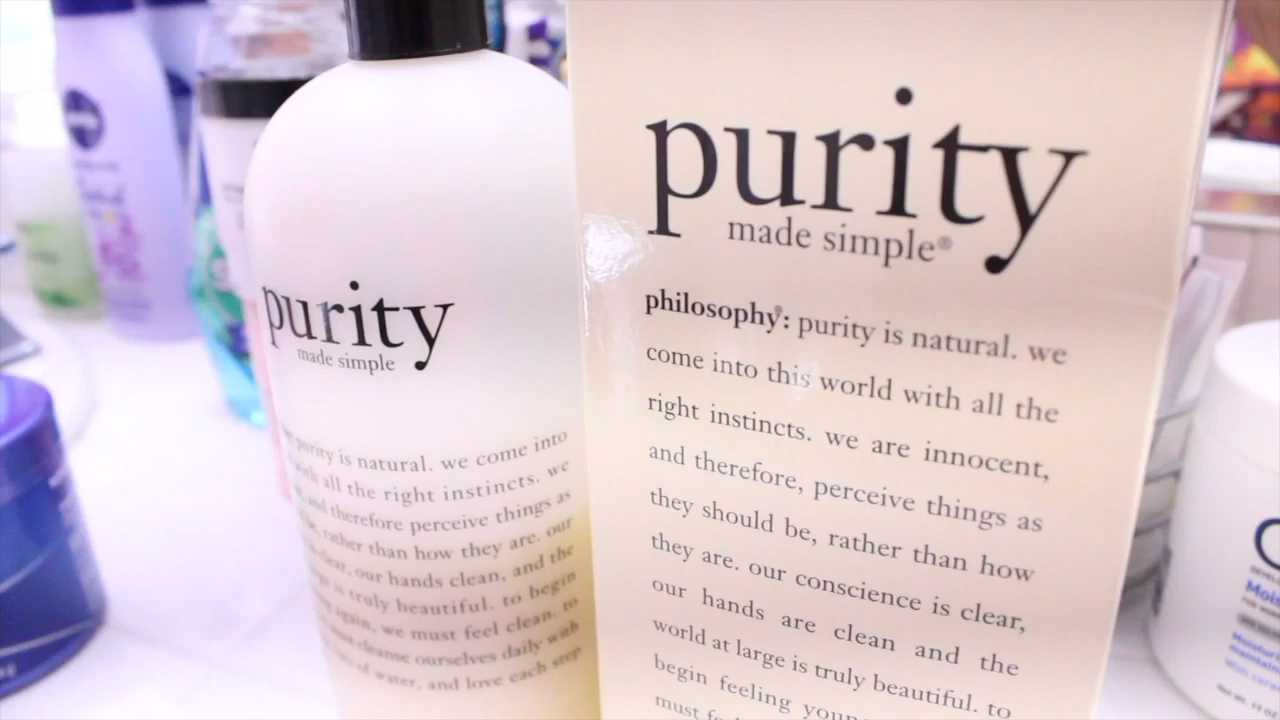 purity
made simple
purity is natural. we come into
with all the right instincts. we
and therefore perceive things as
rather than how they are. our
clear, our hands clean, and the
is truly beautiful. to begin
again, we must feel clean. to
cleanse ourselves daily with
of water, and love each step
purity
made simple®
philosophy: purity is natural. we
come into this world with all the
right instincts. we are innocent,
and therefore, perceive things as
they should be, rather than how
they are. our conscience is clear,
our hands are clean and the
world at large is truly beautiful. to
begin feeling
must